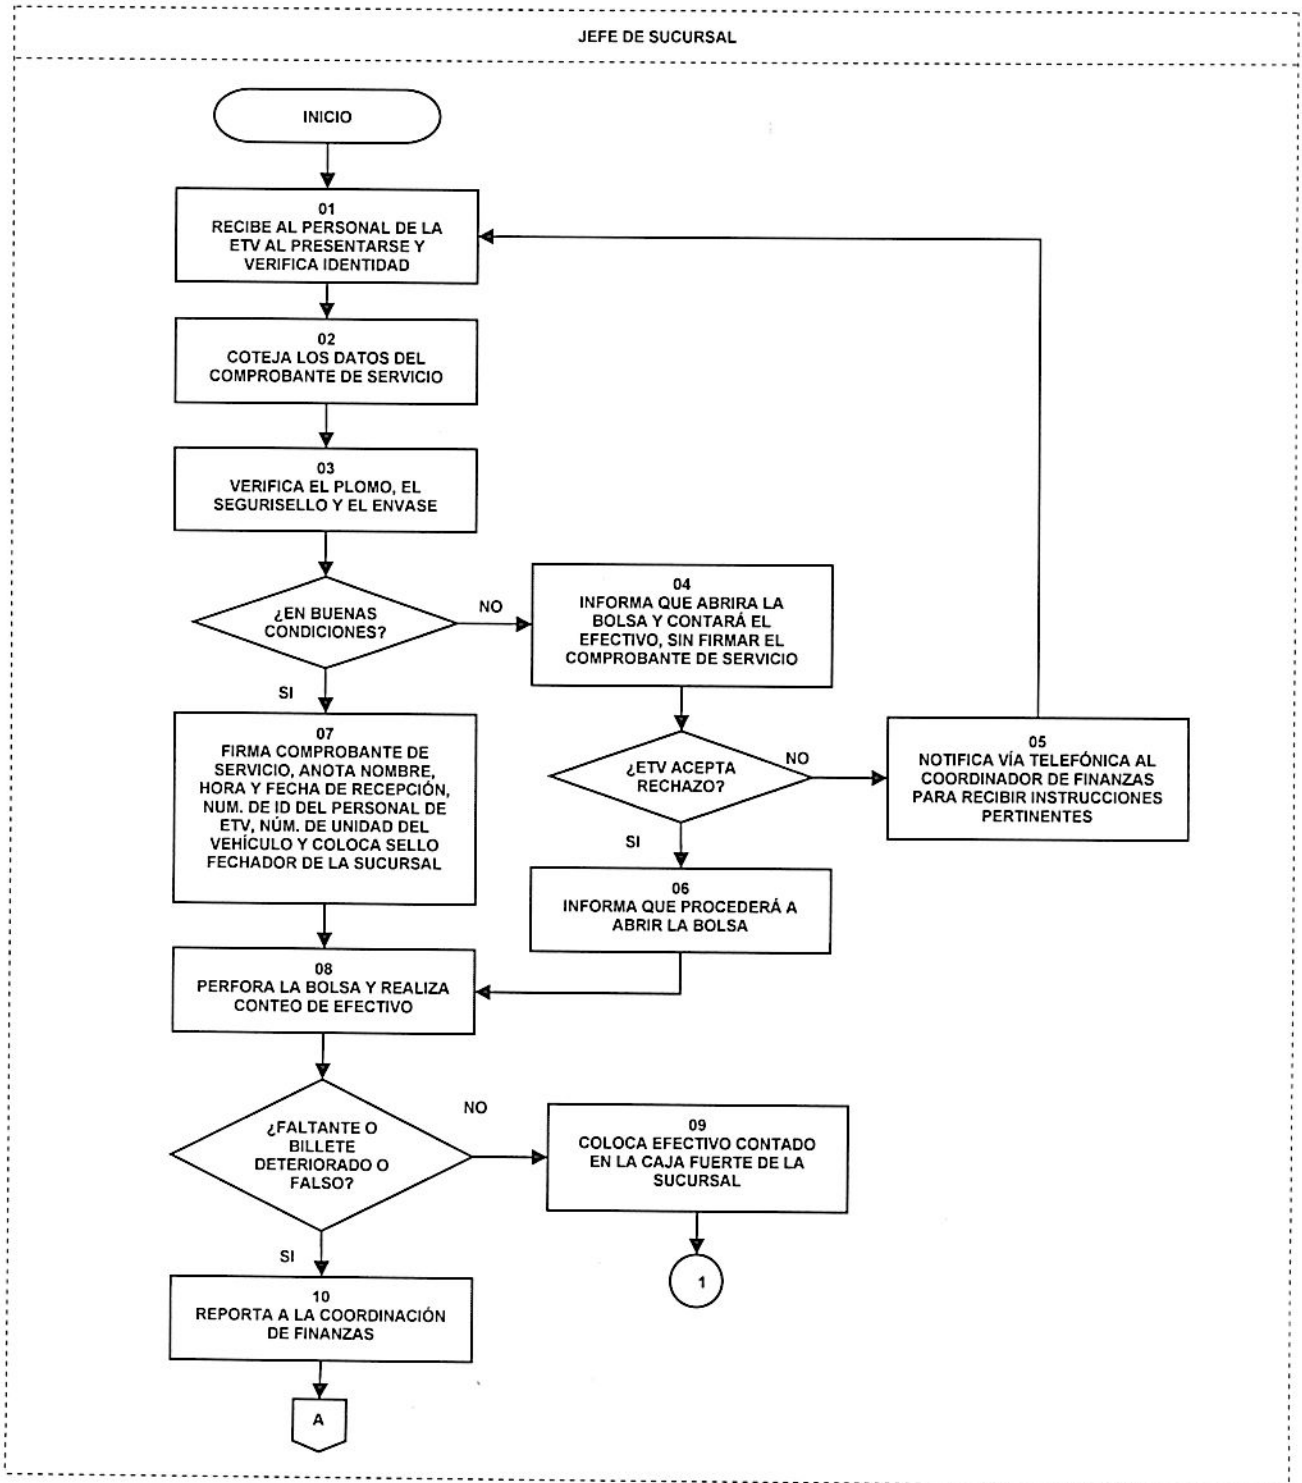 JEFE DE SUCURSAL
INICIO
01
RECIBE AL PERSONAL DE LA
ETV AL PRESENTARSE Y
VERIFICA IDENTIDAD
02
COTEJA LOS DATOS DEL
COMPROBANTE DE SERVICIO
03
VERIFICA EL PLOMO, EL
SEGURISELLO Y EL ENVASE
¿EN BUENAS
CONDICIONES?
NO
04
INFORMA QUE ABRIRA LA
BOLSA Y CONTARÁ EL
EFECTIVO, SIN FIRMAR EL
COMPROBANTE DE SERVICIO
SI
¿ETV ACEPTA
RECHAZO?
NO
05
NOTIFICA VÍA TELEFÓNICA AL
COORDINADOR DE FINANZAS
PARA RECIBIR INSTRUCCIONES
PERTINENTES
SI
06
INFORMA QUE PROCEDERÁ A
ABRIR LA BOLSA
07
FIRMA COMPROBANTE DE
SERVICIO, ANOTA NOMBRE,
HORA Y FECHA DE RECEPCIÓN,
NUM. DE ID DEL PERSONAL DE
ETV, NÚM. DE UNIDAD DEL
VEHÍCULO Y COLOCA SELLO
FECHADOR DE LA SUCURSAL
08
PERFORA LA BOLSA Y REALIZA
CONTEO DE EFECTIVO
¿FALTANTE O
BILLETE
DETERIORADO O
FALSO?
NO
09
COLOCA EFECTIVO CONTADO
EN LA CAJA FUERTE DE LA
SUCURSAL
1
SI
10
REPORTA A LA COORDINACIÓN
DE FINANZAS
A